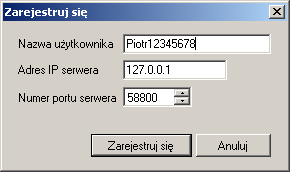 Zarejestruj się
Nazwa użytkownika Piotr12345678
Adres IP serwera 127.0.0.1
Numer portu serwera 58800
Zarejestruj się Anuluj